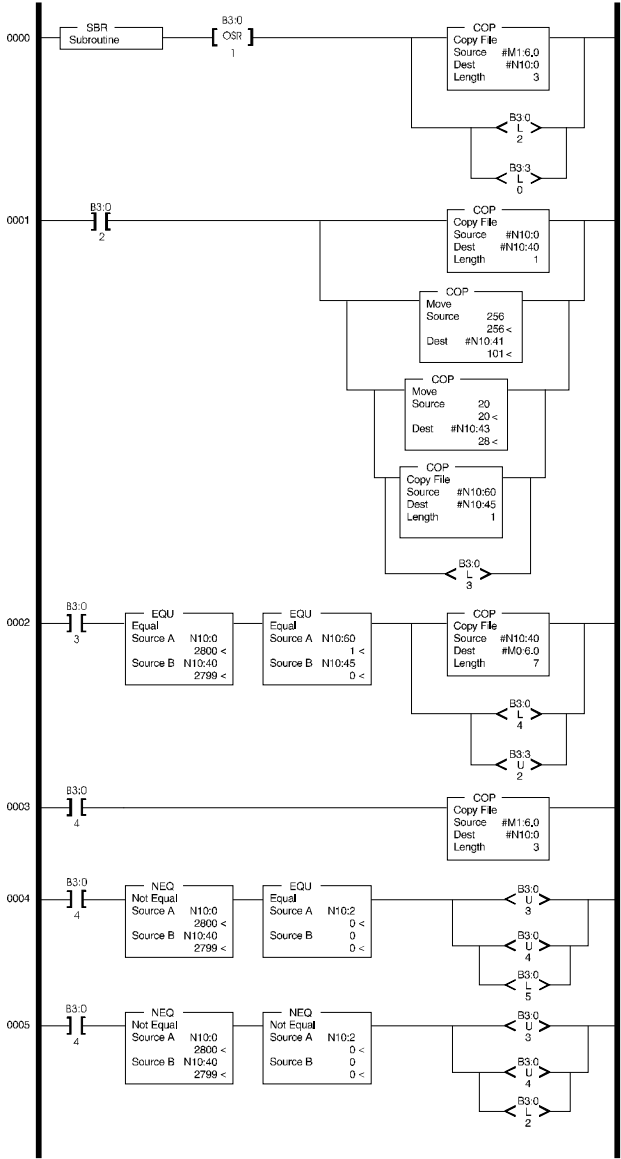 B3:0
0000
SBR
Subroutine
OSR
1
COP
Copy File
Source #M1:6.0
Dest #N10:0
Length 3
B3:0
L
2
B3:3
L
0
B3:0
0001
2
COP
Copy File
Source #N10:0
Dest #N10:40
Length 1
COP
Move
Source 256
256 <
Dest #N10:41
101 <
COP
Move
Source 20
20 <
Dest #N10:43
28 <
COP
Copy File
Source #N10:60
Dest #N10:45
Length 1
B3:0
L
3
B3:0
0002
3
EQU
Equal
Source A N10:0
2800 <
Source B N10:40
2799 <
EQU
Equal
Source A N10:60
1 <
Source B N10:45
0 <
COP
Copy File
Source #N10:40
Dest #M0:6.0
Length 7
B3:0
L
4
B3:3
U
2
B3:0
0003
4
COP
Copy File
Source #M1:6.0
Dest #N10:0
Length 3
B3:0
0004
4
NEQ
Not Equal
Source A N10:0
2800 <
Source B N10:40
2799 <
EQU
Equal
Source A N10:2
0 <
Source B 0
0 <
B3:0
U
3
B3:0
U
4
B3:0
L
5
B3:0
0005
4
NEQ
Not Equal
Source A N10:0
2800 <
Source B N10:40
2799 <
NEQ
Not Equal
Source A N10:2
0 <
Source B 0
0 <
B3:0
U
3
B3:0
U
4
B3:0
L
2